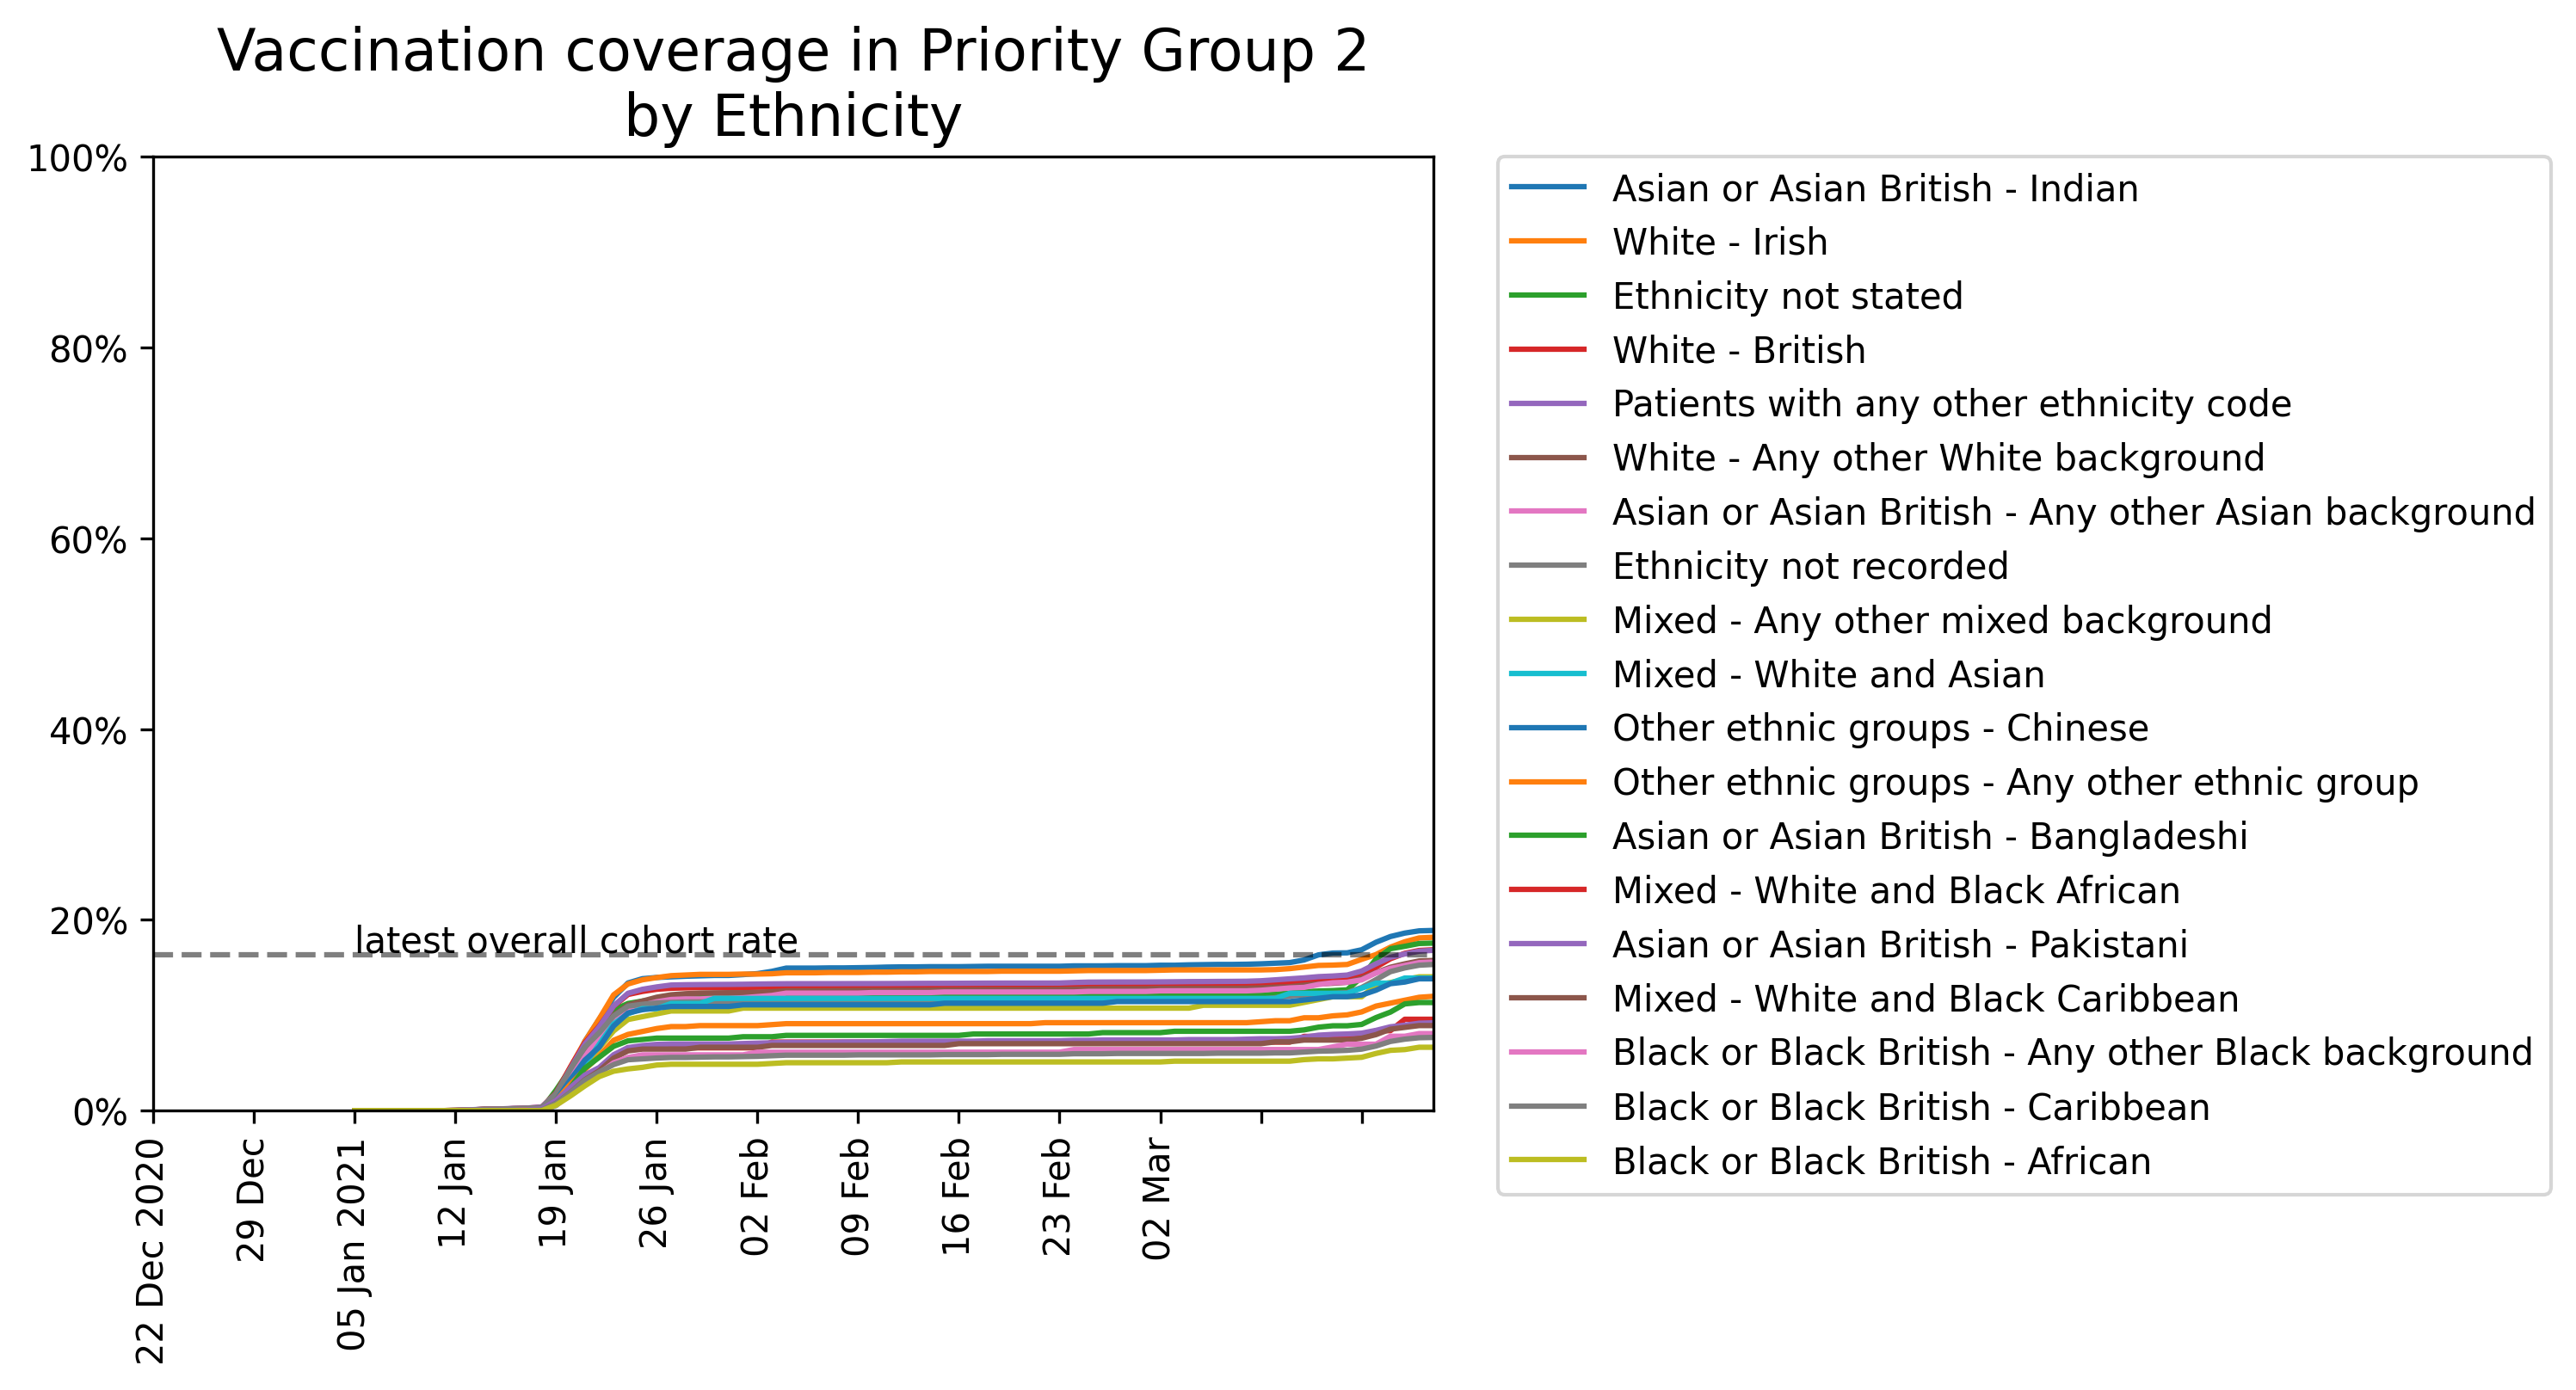 Vaccination coverage in Priority Group 2
by Ethnicity
100%
80%
60%
40%
20%
0%
latest overall cohort rate
22 Dec 2020
29 Dec
05 Jan 2021
12 Jan
19 Jan
26 Jan
02 Feb
09 Feb
16 Feb
23 Feb
02 Mar
Asian or Asian British - Indian
White - Irish
Ethnicity not stated
White - British
Patients with any other ethnicity code
White - Any other White background
Asian or Asian British - Any other Asian background
Ethnicity not recorded
Mixed - Any other mixed background
Mixed - White and Asian
Other ethnic groups - Chinese
Other ethnic groups - Any other ethnic group
Asian or Asian British - Bangladeshi
Mixed - White and Black African
Asian or Asian British - Pakistani
Mixed - White and Black Caribbean
Black or Black British - Any other Black background
Black or Black British - Caribbean
Black or Black British - African